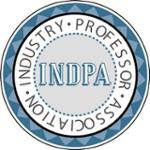 INDUSTRY · PROFESSOR · ASSOCIATION ·
INDPA